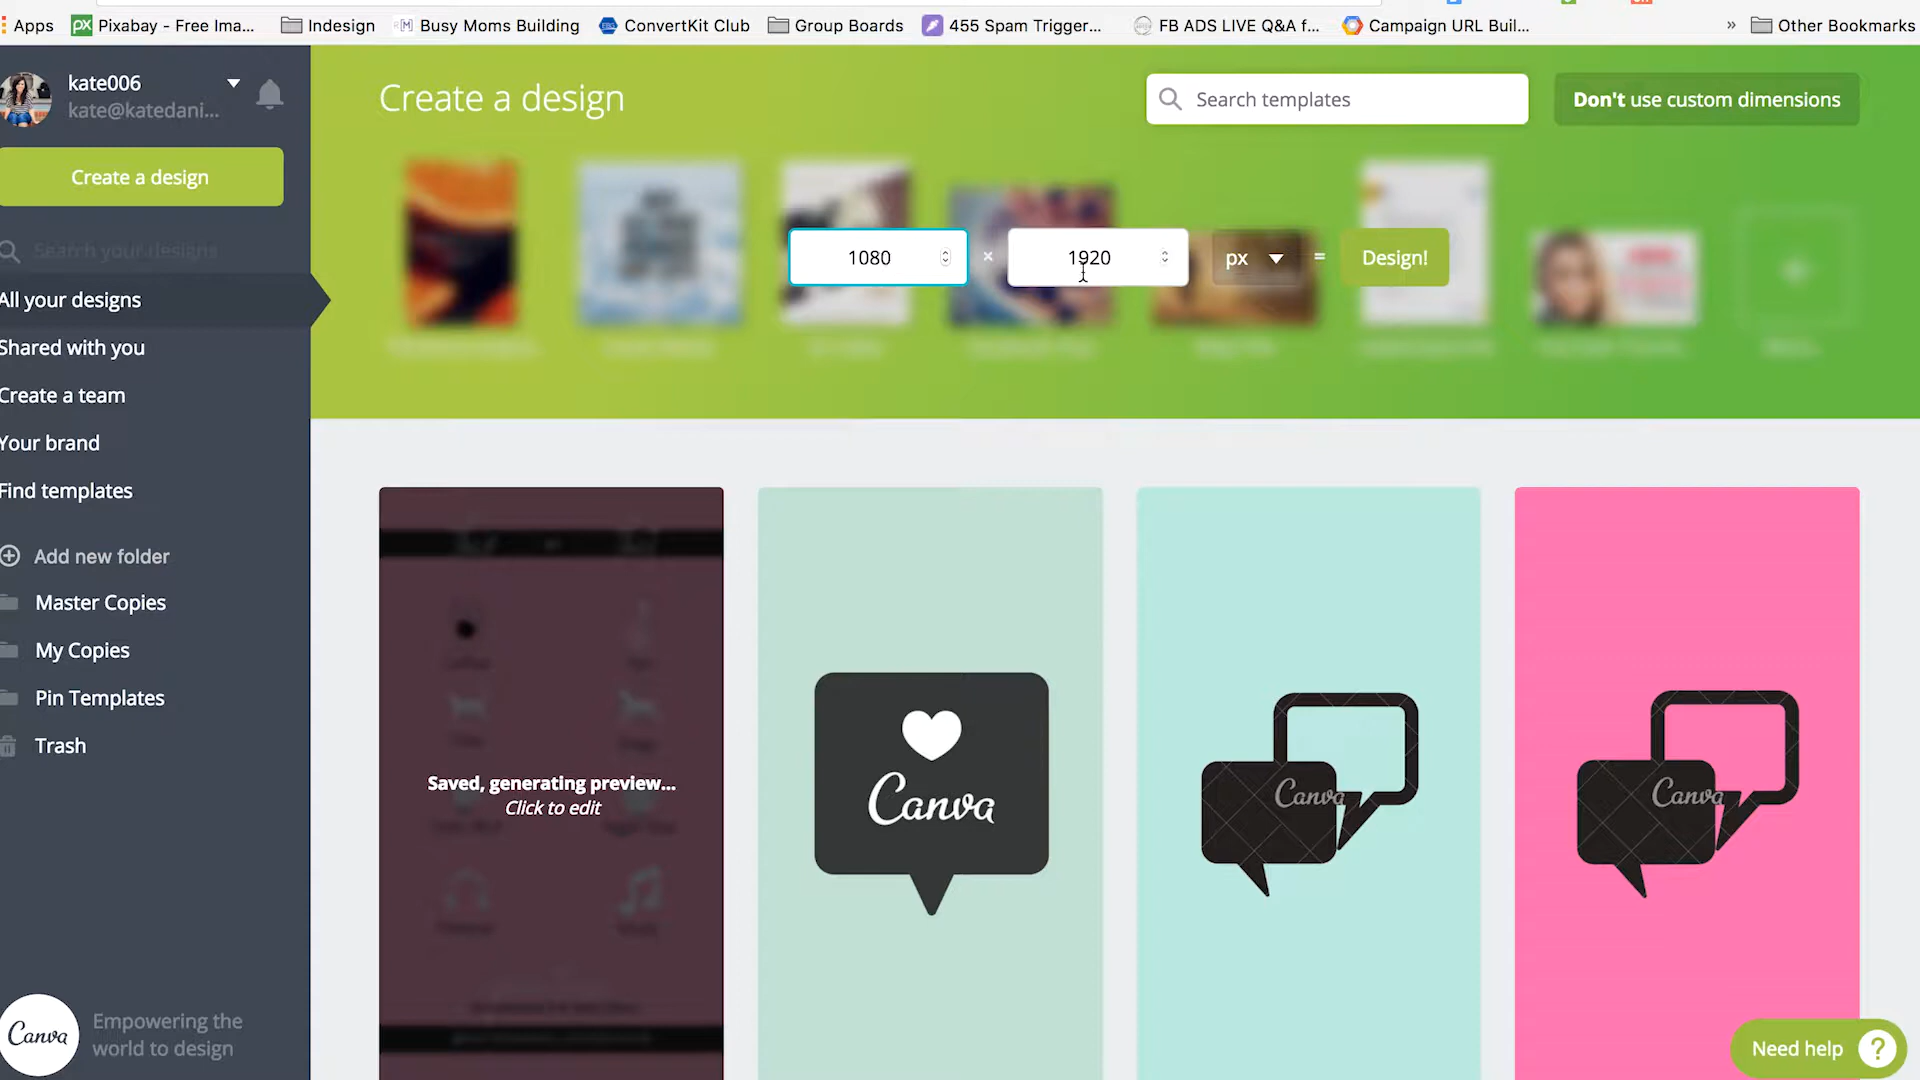 Apps Pixabay - Free Ima... Indesign Busy Moms Building ConvertKit Club Group Boards 455 Spam Trigger... FB ADS LIVE Q&A f... Campaign URL Buil... » Other Bookmarks
kate006
kate@katedani...
Create a design
Search your designs
All your designs
Shared with you
Create a team
Your brand
Find templates
Add new folder
Master Copies
My Copies
Pin Templates
Trash
Canva
Empowering the
world to design
Create a design
Search templates
Don't use custom dimensions
1080 × 1920 px = Design!
Saved, generating preview...
Click to edit
Canva
Canva
Canva
Need help ?